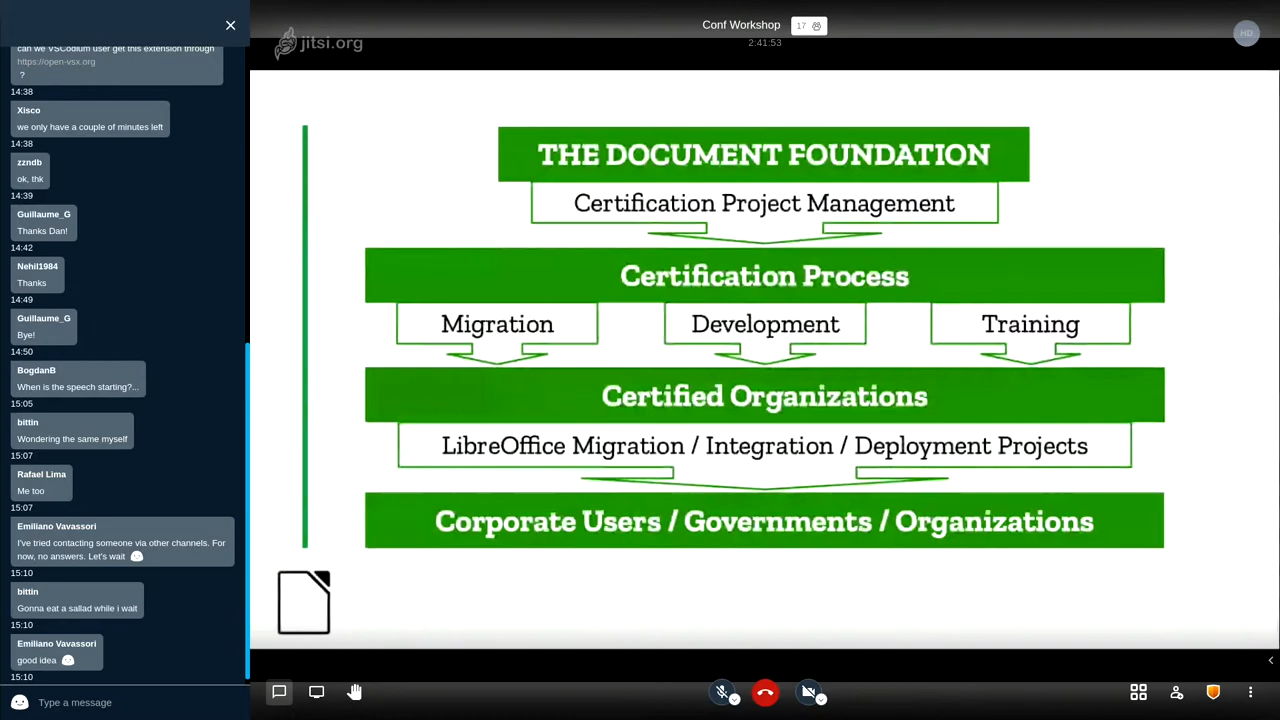 can we VSCodium user get this extension through
https://open-vsx.org
?
14:38
Xisco
we only have a couple of minutes left
14:38
zzndb
ok, thk
14:39
Guillaume_G
Thanks Dan!
14:42
Nehil1984
Thanks
14:49
Guillaume_G
Bye!
14:50
BogdanB
When is the speech starting?...
15:05
bittin
Wondering the same myself
15:07
Rafael Lima
Me too
15:07
Emiliano Vavassori
I've tried contacting someone via other channels. For
now, no answers. Let's wait
15:10
bittin
Gonna eat a sallad while i wait
15:10
Emiliano Vavassori
good idea
15:10
Type a message
Conf Workshop 17
2:41:53
jitsi.org
HD
THE DOCUMENT FOUNDATION
Certification Project Management
Certification Process
Migration Development Training
Certified Organizations
LibreOffice Migration / Integration / Deployment Projects
Corporate Users / Governments / Organizations